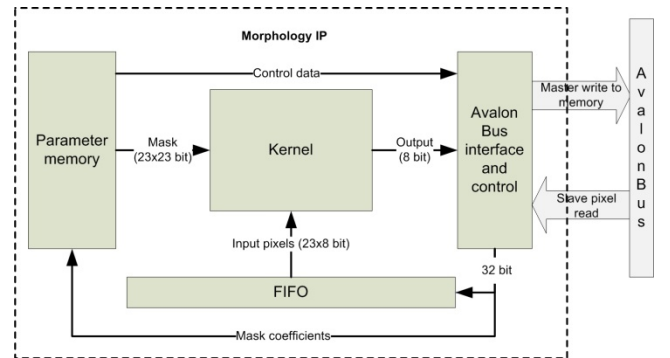 Morphology IP
Control data
Parameter
memory
Mask
(23x23 bit)
Kernel
Output
(8 bit)
Avalon
Bus
interface
and
control
Master write to
memory
Slave pixel
read
AvalonBus
Input pixels (23x8 bit)
32 bit
FIFO
Mask coefficients